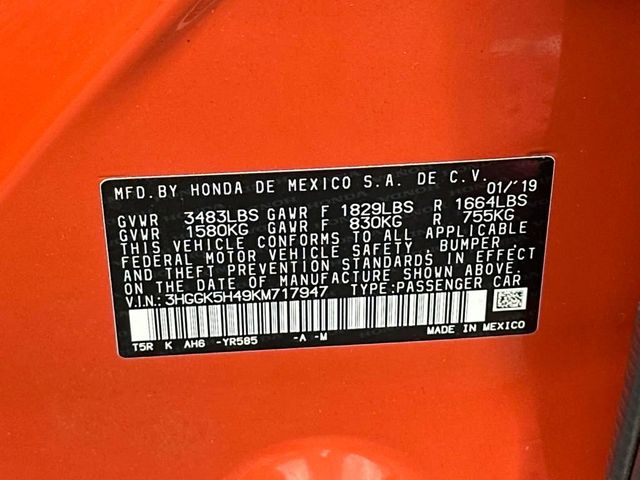 MFD. BY HONDA DE MEXICO S.A. DE C.V. 01/'19
GVWR 3483LBS GAWR F 1829LBS R 1664LBS
GVWR 1580KG GAWR F 830KG R 755KG
THIS VEHICLE CONFORMS TO ALL APPLICABLE
FEDERAL MOTOR VEHICLE SAFETY, BUMPER,
AND THEFT PREVENTION STANDARDS IN EFFECT
ON THE DATE OF MANUFACTURE SHOWN ABOVE.
V.I.N.: 3HGGK5H49KM717947 TYPE:PASSENGER CAR
T5R K AH6 -YR585 -A -M MADE IN MEXICO